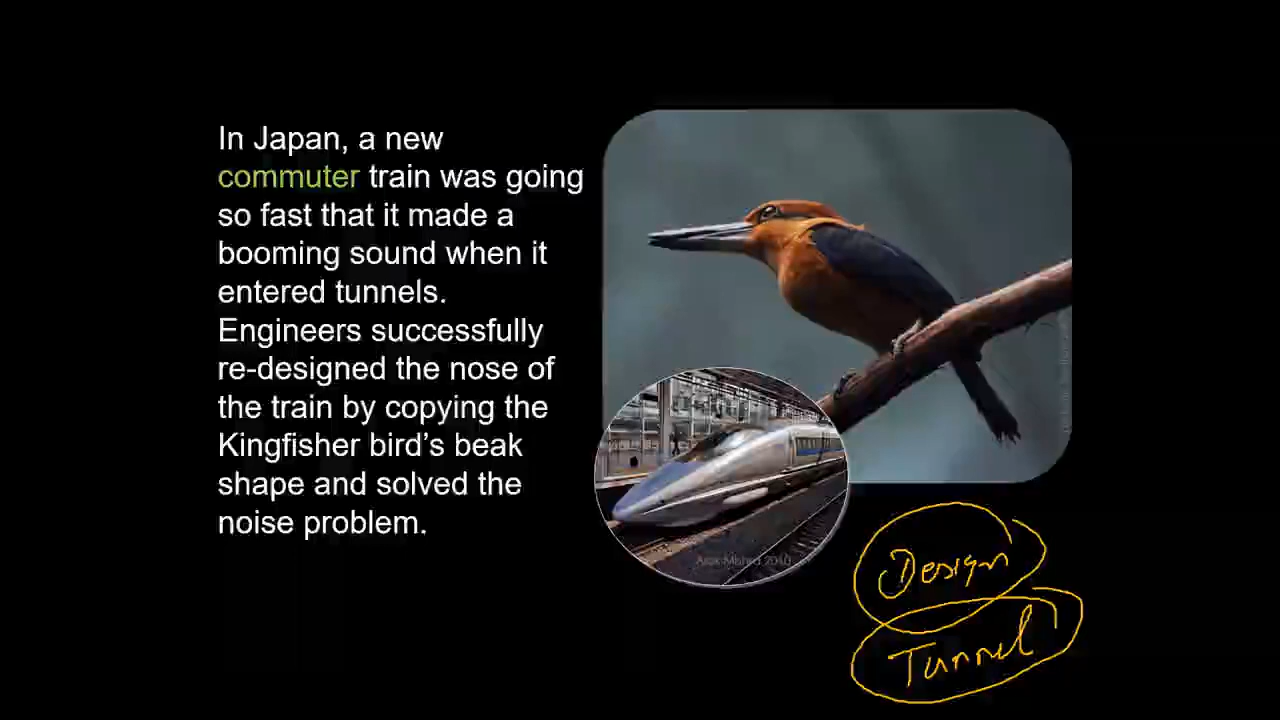 In Japan, a new
commuter train was going
so fast that it made a
booming sound when it
entered tunnels.
Engineers successfully
re-designed the nose of
the train by copying the
Kingfisher bird’s beak
shape and solved the
noise problem.
Design
Tunnel